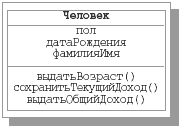 Человек
пол
датаРождения
фамилияИмя
выдатьВозраст()
сохранитьТекущийДоход()
выдатьОбщийДоход()